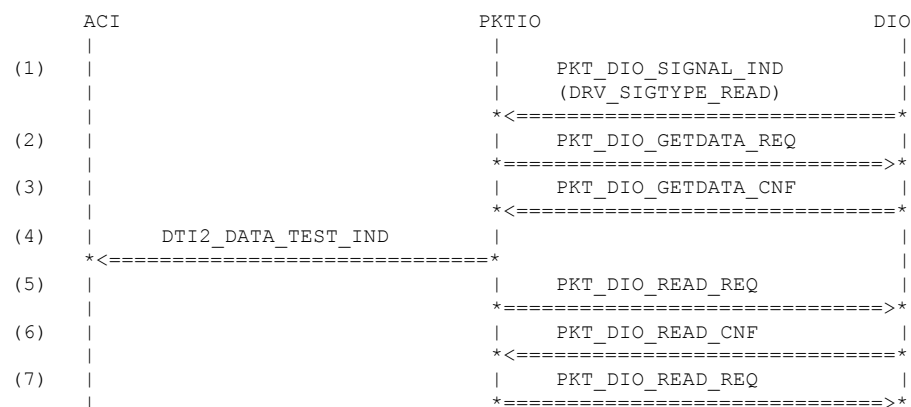 ACI PKTIO DIO
| | |
(1) | | PKT_DIO_SIGNAL_IND |
| | (DRV_SIGTYPE_READ) |
| *<==============================*
(2) | | PKT_DIO_GETDATA_REQ |
| *==============================>*
(3) | | PKT_DIO_GETDATA_CNF |
| *<==============================*
(4) | DTI2_DATA_TEST_IND | |
*<==============================* |
(5) | | PKT_DIO_READ_REQ |
| *==============================>*
(6) | | PKT_DIO_READ_CNF |
| *<==============================*
(7) | | PKT_DIO_READ_REQ |
| *==============================>*